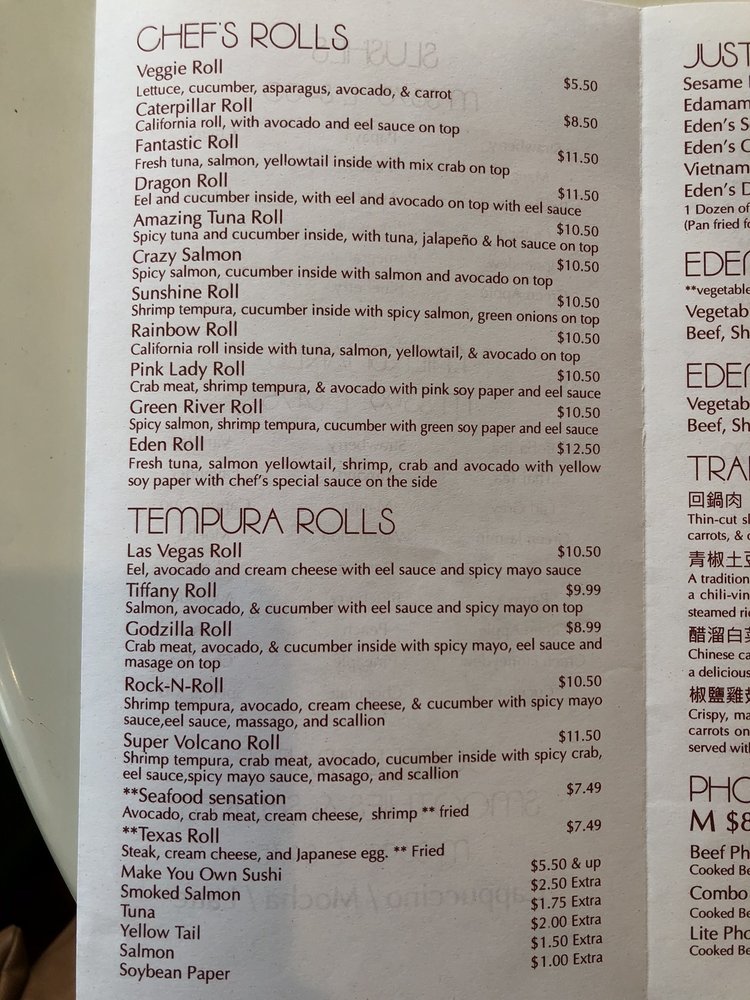 CHEF'S ROLLS
Veggie Roll $5.50
Lettuce, cucumber, asparagus, avocado, & carrot
Caterpillar Roll $8.50
California roll, with avocado and eel sauce on top
Fantastic Roll $11.50
Fresh tuna, salmon, yellowtail inside with mix crab on top
Dragon Roll $11.50
Eel and cucumber inside, with eel and avocado on top with eel sauce
Amazing Tuna Roll $10.50
Spicy tuna and cucumber inside, with tuna, jalapeño & hot sauce on top
Crazy Salmon $10.50
Spicy salmon, cucumber inside with salmon and avocado on top
Sunshine Roll $10.50
Shrimp tempura, cucumber inside with spicy salmon, green onions on top
Rainbow Roll $10.50
California roll inside with tuna, salmon, yellowtail, & avocado on top
Pink Lady Roll $10.50
Crab meat, shrimp tempura, & avocado with pink soy paper and eel sauce
Green River Roll $10.50
Spicy salmon, shrimp tempura, cucumber with green soy paper and eel sauce
Eden Roll $12.50
Fresh tuna, salmon yellowtail, shrimp, crab and avocado with yellow
soy paper with chef's special sauce on the side
TEMPURA ROLLS
Las Vegas Roll $10.50
Eel, avocado and cream cheese with eel sauce and spicy mayo sauce
Tiffany Roll $9.99
Salmon, avocado, & cucumber with eel sauce and spicy mayo on top
Godzilla Roll $8.99
Crab meat, avocado, & cucumber inside with spicy mayo, eel sauce and
masage on top
Rock-N-Roll $10.50
Shrimp tempura, avocado, cream cheese, & cucumber with spicy mayo
sauce,eel sauce, massago, and scallion
Super Volcano Roll $11.50
Shrimp tempura, crab meat, avocado, cucumber inside with spicy crab,
eel sauce,spicy mayo sauce, masago, and scallion
**Seafood sensation $7.49
Avocado, crab meat, cream cheese, shrimp ** fried
**Texas Roll $7.49
Steak, cream cheese, and Japanese egg. ** Fried
Make You Own Sushi $5.50 & up
Smoked Salmon $2.50 Extra
Tuna $1.75 Extra
Yellow Tail $2.00 Extra
Salmon $1.50 Extra
Soybean Paper $1.00 Extra
JUST
Sesame
Edamam
Eden's S
Eden's C
Vietnam
Eden's D
1 Dozen of
(Pan fried fo
EDEN
**vegetable
Vegetab
Beef, Sh
EDEN
Vegetab
Beef, Sh
TRA
回鍋肉
Thin-cut sl
carrots, &
青椒土豆
A tradition
a chili-vin
steamed ri
醋溜白菜
Chinese ca
a delicious
椒鹽雞
Crispy, ma
carrots on
served with
PHO
M $8
Beef Ph
Cooked Be
Combo
Cooked Be
Lite Pho
Cooked Be